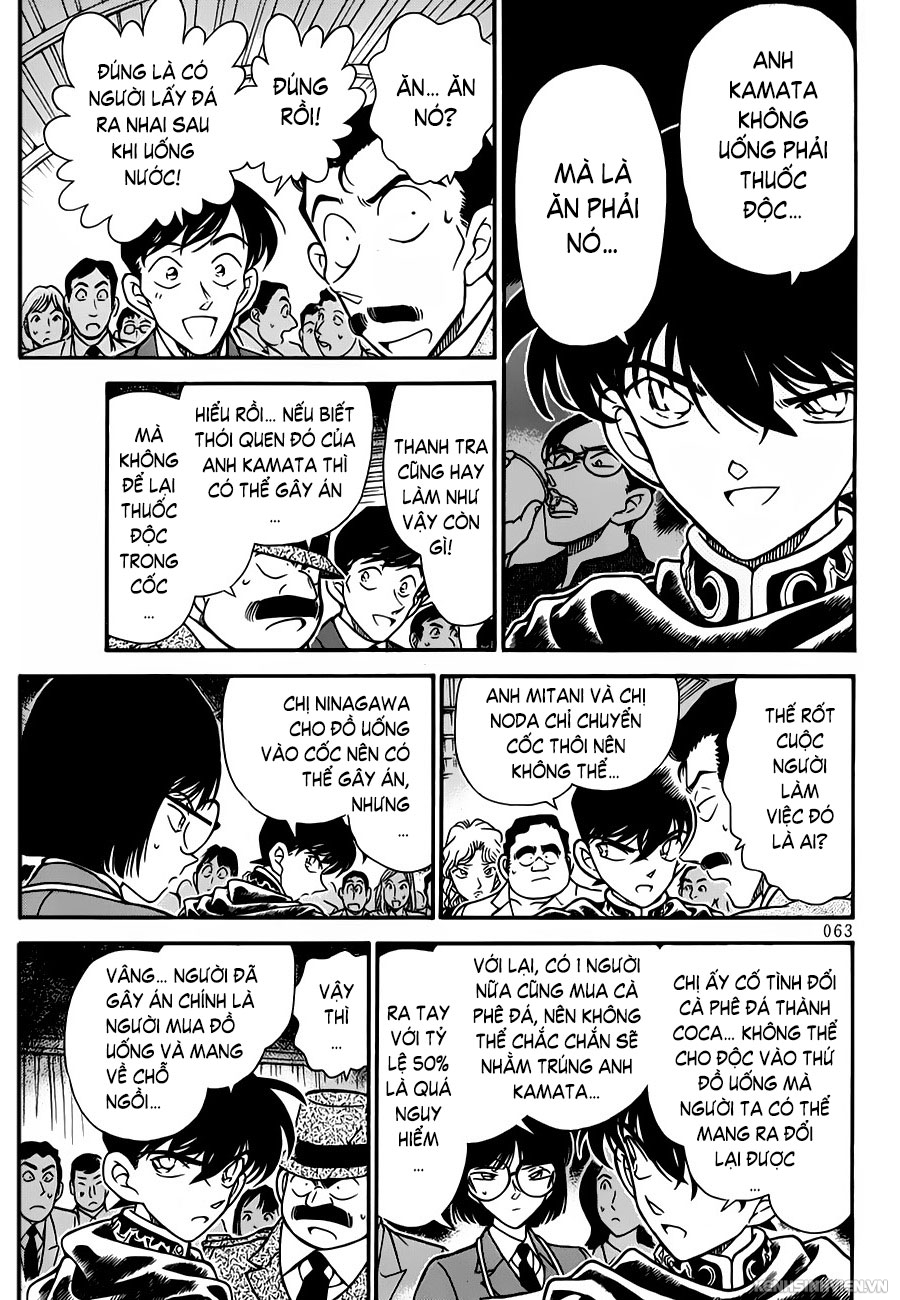 ANH
KAMATA
KHÔNG
UỐNG PHẢI
THUỐC
ĐỘC...
MÀ LÀ
ĂN PHẢI
NÓ...
ĂN... ĂN
NÓ?
ĐÚNG
RỒI!
ĐÚNG LÀ CÓ
NGƯỜI LẤY ĐÁ
RA NHAI SAU
KHI UỐNG
NƯỚC!
THANH TRA
CŨNG HAY
LÀM NHƯ
VẬY CÒN
GÌ!
HIỂU RỒI... NẾU BIẾT
THÓI QUEN ĐÓ CỦA
ANH KAMATA THÌ
CÓ THỂ GÂY ÁN
...
MÀ
KHÔNG
ĐỂ LẠI
THUỐC
ĐỘC
TRONG
CỐC
...
THẾ RỐT
CUỘC
NGƯỜI
LÀM
VIỆC ĐÓ
LÀ AI?
ANH MITANI VÀ CHỊ
NODA CHỈ CHUYỂN
CỐC THÔI NÊN
KHÔNG THỂ...
CHỊ NINAGAWA
CHO ĐỒ UỐNG
VÀO CỐC NÊN CÓ
THỂ GÂY ÁN,
NHƯNG
...
063
CHỊ ẤY CỐ TÌNH ĐỔI
CÀ PHÊ ĐÁ THÀNH
COCA... KHÔNG THỂ
CHO ĐỘC VÀO THỨ
ĐỒ UỐNG MÀ
NGƯỜI TA CÓ THỂ
MANG RA ĐỔI
LẠI ĐƯỢC
...
VỚI LẠI, CÓ 1 NGƯỜI
NỮA CŨNG MUA CÀ
PHÊ ĐÁ, NÊN KHÔNG
THỂ CHẮC CHẮN SẼ
NHẰM TRÚNG ANH
KAMATA...
RA TAY
VỚI TỶ
LỆ 50%
LÀ QUÁ
NGUY
HIỂM
...
VẬY
THÌ
...
VÂNG... NGƯỜI ĐÃ
GÂY ÁN CHÍNH LÀ
NGƯỜI MUA ĐỒ
UỐNG VÀ MANG
VỀ CHỖ
NGỒI...
KENHSINHVIEN.VN